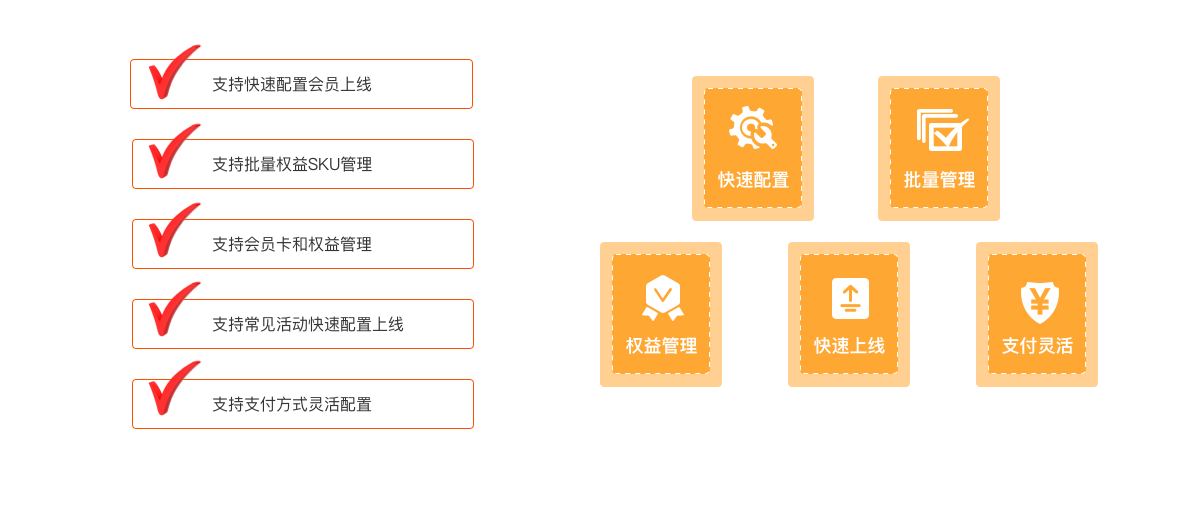 支持快速配置会员上线
支持批量权益SKU管理
支持会员卡和权益管理
支持常见活动快速配置上线
支持支付方式灵活配置
快速配置
批量管理
权益管理
快速上线
支付灵活